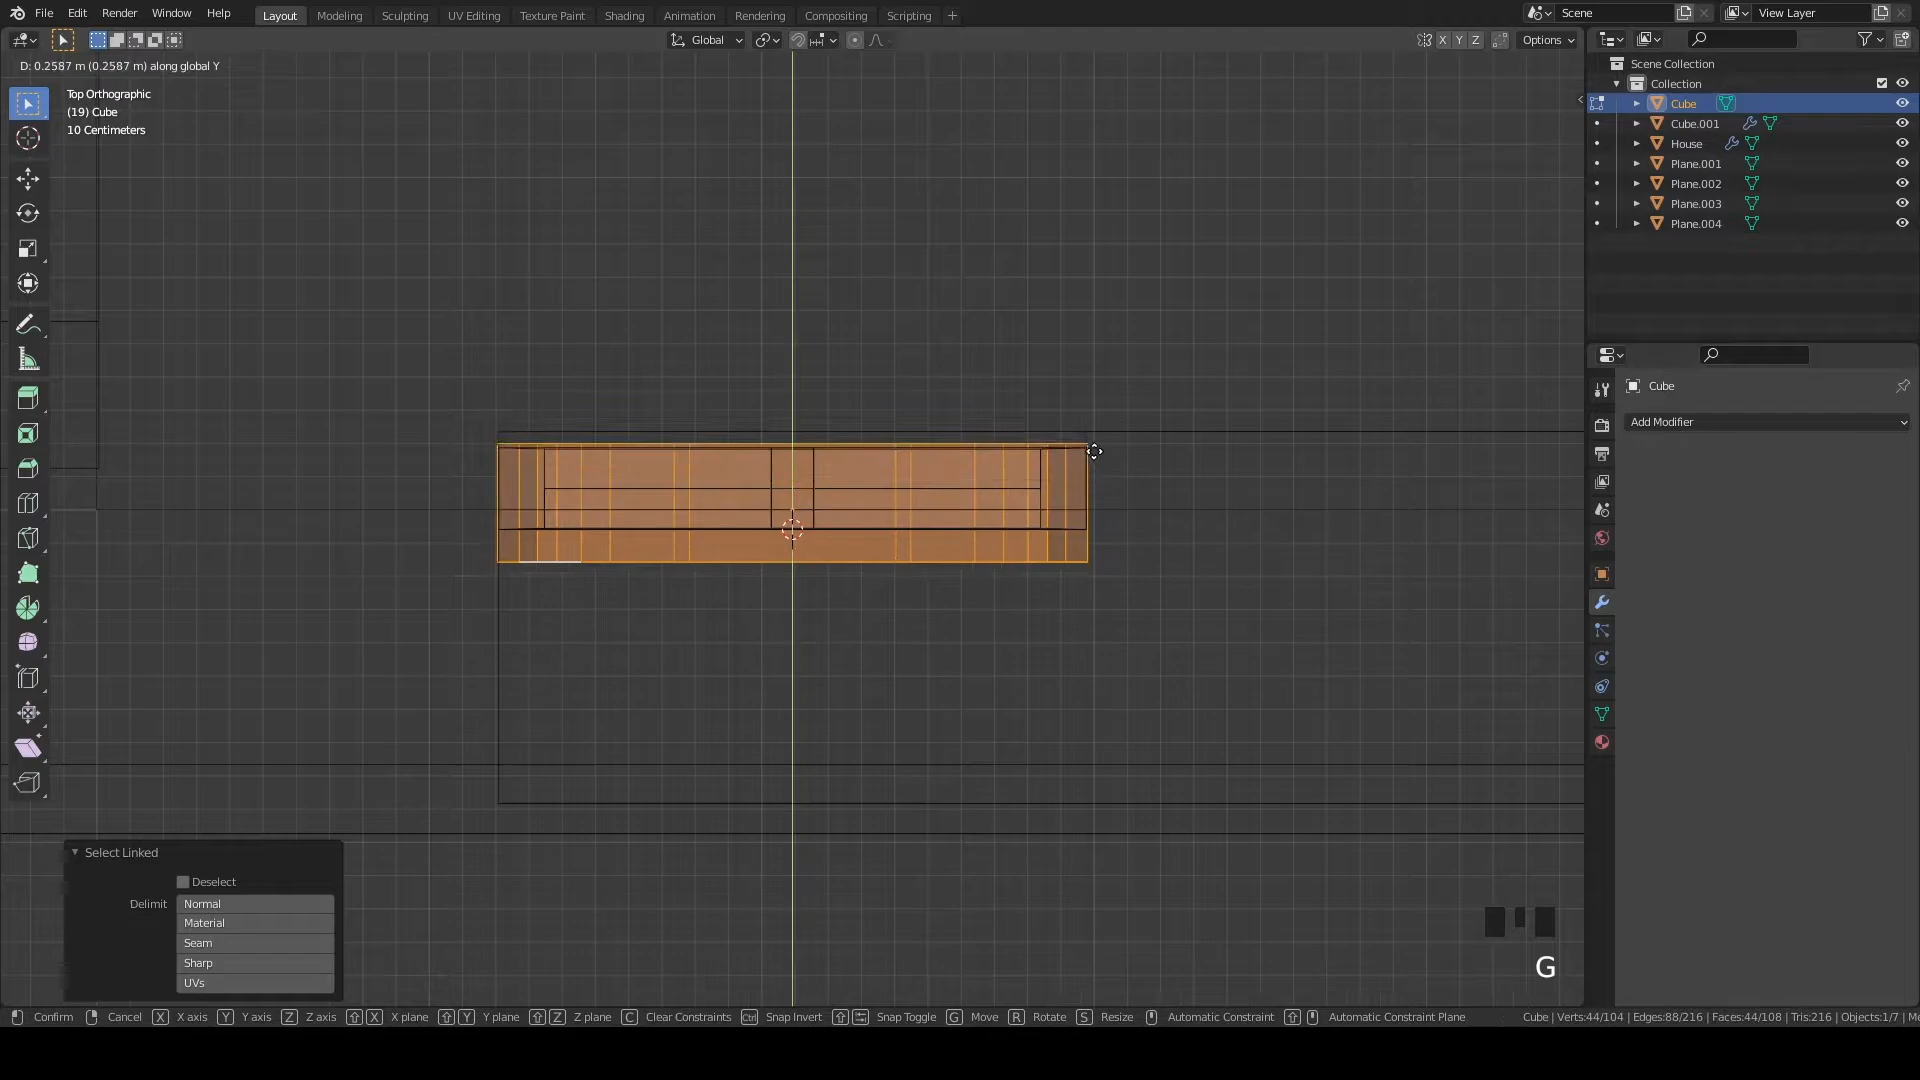 File Edit Render Window Help Layout Modeling Sculpting UV Editing Texture Paint Shading Animation Rendering Compositing Scripting + Scene View Layer
Global X Y Z Options
D: 0.2587 m (0.2587 m) along global Y
Top Orthographic
(19) Cube
10 Centimeters
Scene Collection
Collection
Cube
Cube.001
House
Plane.001
Plane.002
Plane.003
Plane.004
Cube
Add Modifier
Select Linked
Deselect
Delimit Normal
Material
Seam
Sharp
UVs
G
Confirm Cancel X X axis Y Y axis Z Z axis X X plane Y Y plane Z Z plane C Clear Constraints Ctrl Snap Invert Snap Toggle G Move R Rotate S Resize Automatic Constraint Automatic Constraint Plane Cube | Verts:44/104 | Edges:88/216 | Faces:44/108 | Tris:216 | Objects:1/7 |